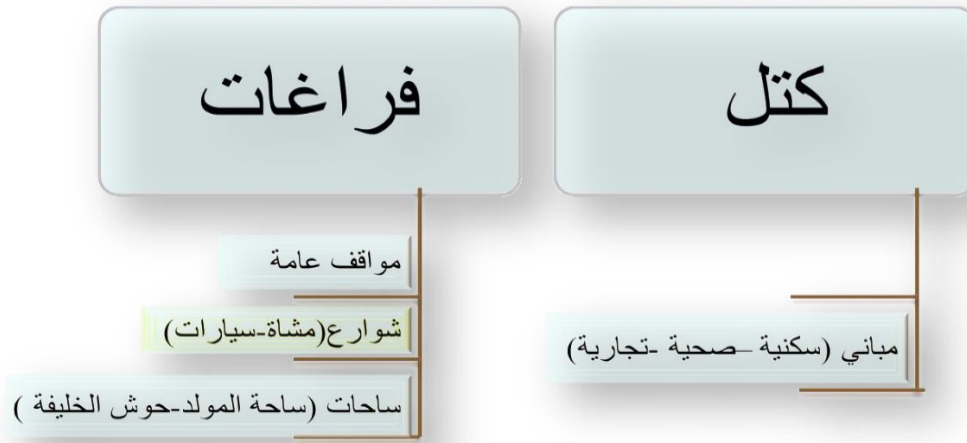 كتل
مباني (سكنية –صحية -تجارية)
فراغات
مواقف عامة
شوارع(مشاة-سيارات)
ساحات (ساحة المولد-حوش الخليفة )